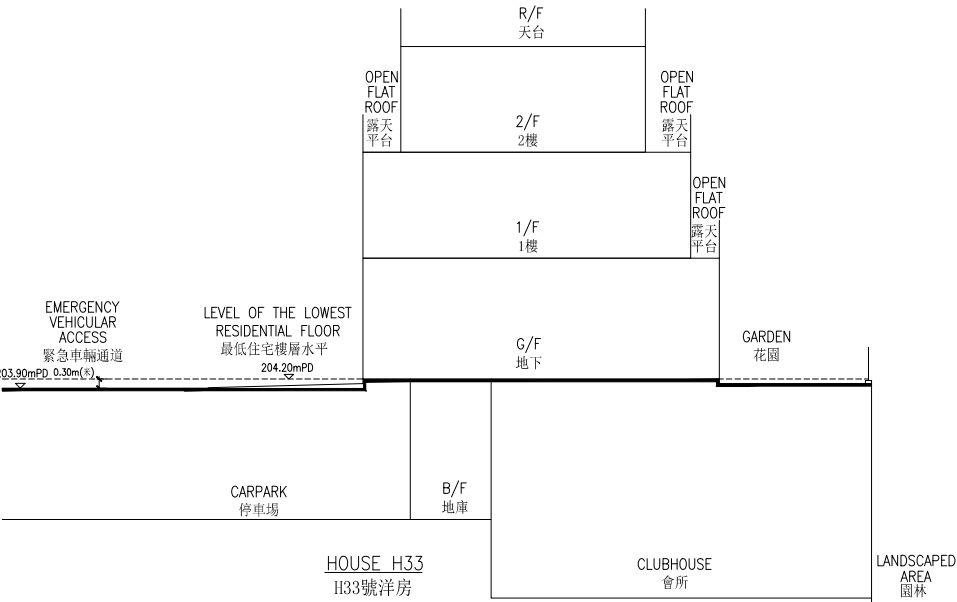 R/F
天台
OPEN
FLAT
ROOF
露天
平台
2/F
2樓
OPEN
FLAT
ROOF
露天
平台
1/F
1樓
OPEN
FLAT
ROOF
露天
平台
EMERGENCY
VEHICULAR
ACCESS
緊急車輛通道
203.90mPD 0.30m(米)
LEVEL OF THE LOWEST
RESIDENTIAL FLOOR
最低住宅樓層水平
204.20mPD
G/F
地下
GARDEN
花園
CARPARK
停車場
B/F
地庫
CLUBHOUSE
會所
LANDSCAPED
AREA
園林
HOUSE H33
H33號洋房